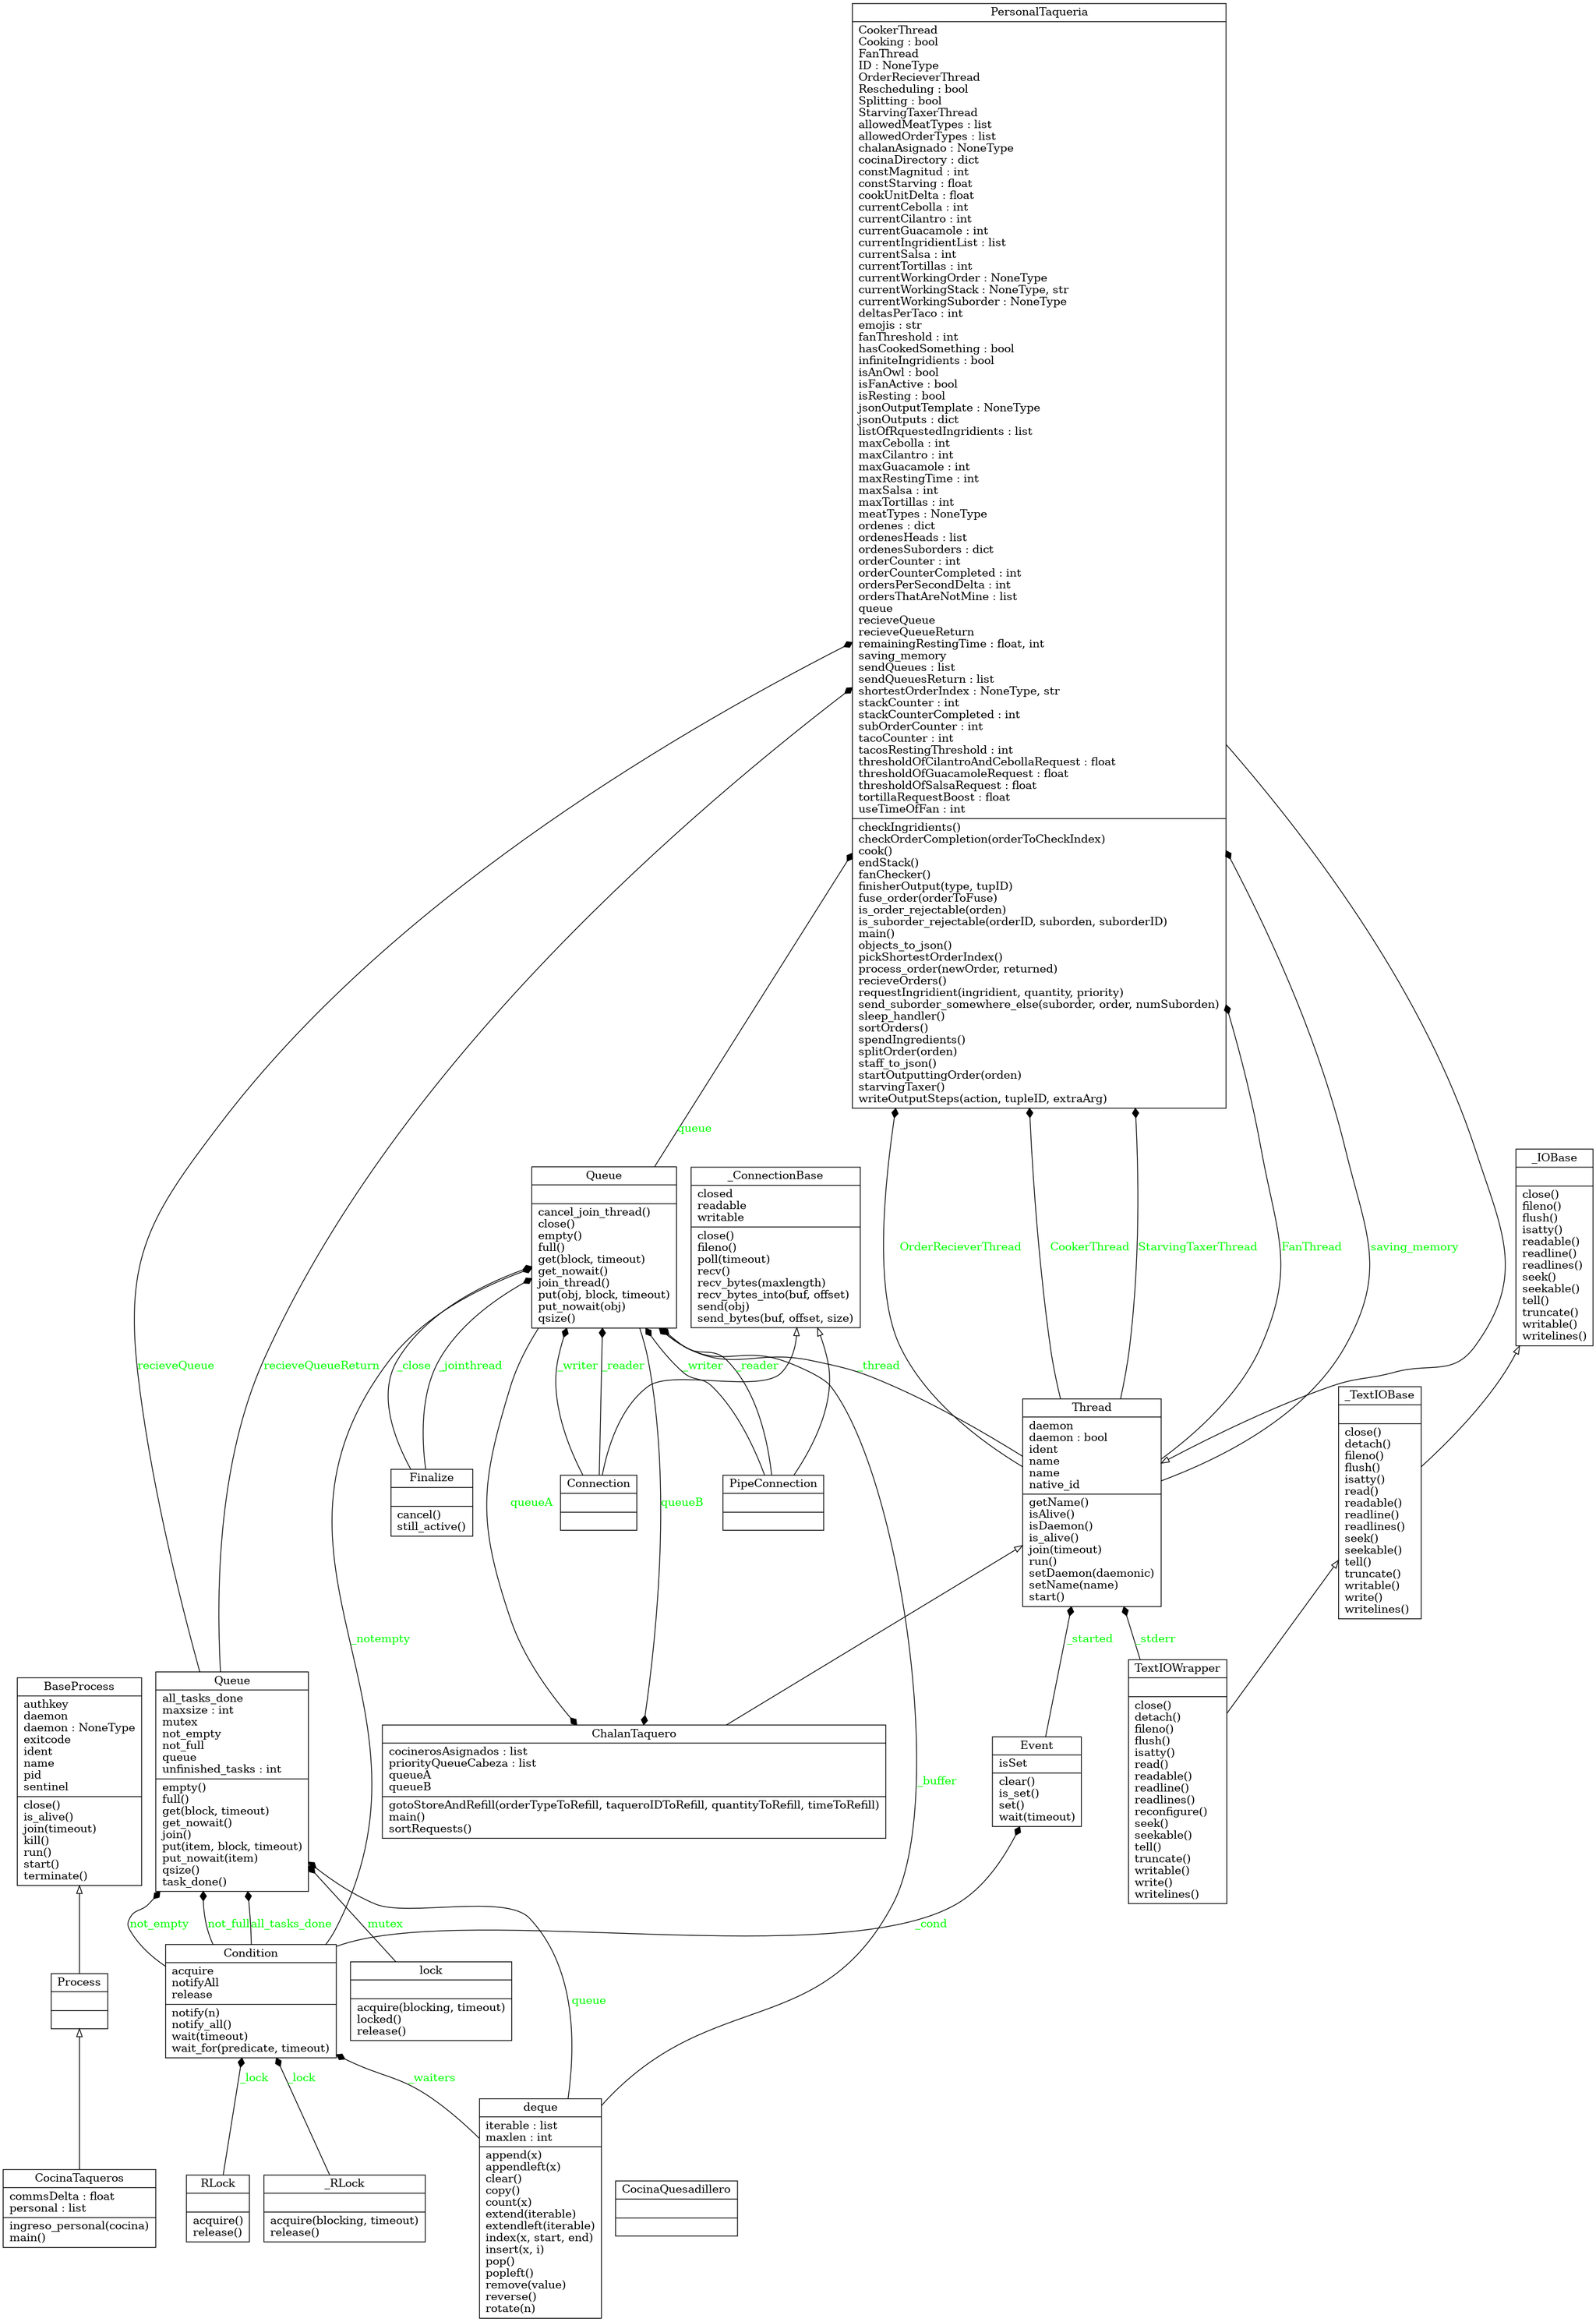 PersonalTaqueria
CookerThread
Cooking : bool
FanThread
ID : NoneType
OrderRecieverThread
Rescheduling : bool
Splitting : bool
StarvingTaxerThread
allowedMeatTypes : list
allowedOrderTypes : list
chalanAsignado : NoneType
cocinaDirectory : dict
constMagnitud : int
constStarving : float
cookUnitDelta : float
currentCebolla : int
currentCilantro : int
currentGuacamole : int
currentIngridientList : list
currentSalsa : int
currentTortillas : int
currentWorkingOrder : NoneType
currentWorkingStack : NoneType, str
currentWorkingSuborder : NoneType
deltasPerTaco : int
emojis : str
fanThreshold : int
hasCookedSomething : bool
infiniteIngridients : bool
isAnOwl : bool
isFanActive : bool
isResting : bool
jsonOutputTemplate : NoneType
jsonOutputs : dict
listOfRquestedIngridients : list
maxCebolla : int
maxCilantro : int
maxGuacamole : int
maxRestingTime : int
maxSalsa : int
maxTortillas : int
meatTypes : NoneType
ordenes : dict
ordenesHeads : list
ordenesSuborders : dict
orderCounter : int
orderCounterCompleted : int
ordersPerSecondDelta : int
ordersThatAreNotMine : list
queue
recieveQueue
recieveQueueReturn
remainingRestingTime : float, int
saving_memory
sendQueues : list
sendQueuesReturn : list
shortestOrderIndex : NoneType, str
stackCounter : int
stackCounterCompleted : int
subOrderCounter : int
tacoCounter : int
tacosRestingThreshold : int
thresholdOfCilantroAndCebollaRequest : float
thresholdOfGuacamoleRequest : float
thresholdOfSalsaRequest : float
tortillaRequestBoost : float
useTimeOfFan : int
checkIngridients()
checkOrderCompletion(orderToCheckIndex)
cook()
endStack()
fanChecker()
finisherOutput(type, tupID)
fuse_order(orderToFuse)
is_order_rejectable(orden)
is_suborder_rejectable(orderID, suborden, suborderID)
main()
objects_to_json()
pickShortestOrderIndex()
process_order(newOrder, returned)
recieveOrders()
requestIngridient(ingridient, quantity, priority)
send_suborder_somewhere_else(suborder, order, numSuborden)
sleep_handler()
sortOrders()
spendIngredients()
splitOrder(orden)
staff_to_json()
startOutputtingOrder(orden)
starvingTaxer()
writeOutputSteps(action, tupleID, extraArg)
queue
Queue
cancel_join_thread()
close()
empty()
full()
get(block, timeout)
get_nowait()
join_thread()
put(obj, block, timeout)
put_nowait(obj)
qsize()
_ConnectionBase
closed
readable
writable
close()
fileno()
poll(timeout)
recv()
recv_bytes(maxlength)
recv_bytes_into(buf, offset)
send(obj)
send_bytes(buf, offset, size)
OrderRecieverThread
CookerThread
StarvingTaxerThread
FanThread
saving_memory
_IOBase
close()
fileno()
flush()
isatty()
readable()
readline()
readlines()
seek()
seekable()
tell()
truncate()
writable()
writelines()
recieveQueue
recieveQueueReturn
_close
_jointhread
_writer
_reader
_writer
_reader
_thread
Finalize
cancel()
still_active()
Connection
PipeConnection
Thread
daemon
daemon : bool
ident
name
name
native_id
getName()
isAlive()
isDaemon()
is_alive()
join(timeout)
run()
setDaemon(daemonic)
setName(name)
start()
_TextIOBase
close()
detach()
fileno()
flush()
isatty()
read()
readable()
readline()
readlines()
seek()
seekable()
tell()
truncate()
writable()
write()
writelines()
queueA
queueB
_notempty
_started
_stderr
BaseProcess
authkey
daemon
daemon : NoneType
exitcode
ident
name
pid
sentinel
close()
is_alive()
join(timeout)
kill()
run()
start()
terminate()
Queue
all_tasks_done
maxsize : int
mutex
not_empty
not_full
queue
unfinished_tasks : int
empty()
full()
get(block, timeout)
get_nowait()
join()
put(item, block, timeout)
put_nowait(item)
qsize()
task_done()
ChalanTaquero
cocinerosAsignados : list
priorityQueueCabeza : list
queueA
queueB
gotoStoreAndRefill(orderTypeToRefill, taqueroIDToRefill, quantityToRefill, timeToRefill)
main()
sortRequests()
_buffer
Event
isSet
clear()
is_set()
set()
wait(timeout)
TextIOWrapper
close()
detach()
fileno()
flush()
isatty()
read()
readable()
readline()
readlines()
reconfigure()
seek()
seekable()
tell()
truncate()
writable()
write()
writelines()
not_empty
not_full
all_tasks_done
mutex
queue
_cond
Process
Condition
acquire
notifyAll
release
notify(n)
notify_all()
wait(timeout)
wait_for(predicate, timeout)
lock
acquire(blocking, timeout)
locked()
release()
_lock
_lock
_waiters
CocinaTaqueros
commsDelta : float
personal : list
ingreso_personal(cocina)
main()
RLock
acquire()
release()
_RLock
acquire(blocking, timeout)
release()
deque
iterable : list
maxlen : int
append(x)
appendleft(x)
clear()
copy()
count(x)
extend(iterable)
extendleft(iterable)
index(x, start, end)
insert(x, i)
pop()
popleft()
remove(value)
reverse()
rotate(n)
CocinaQuesadillero